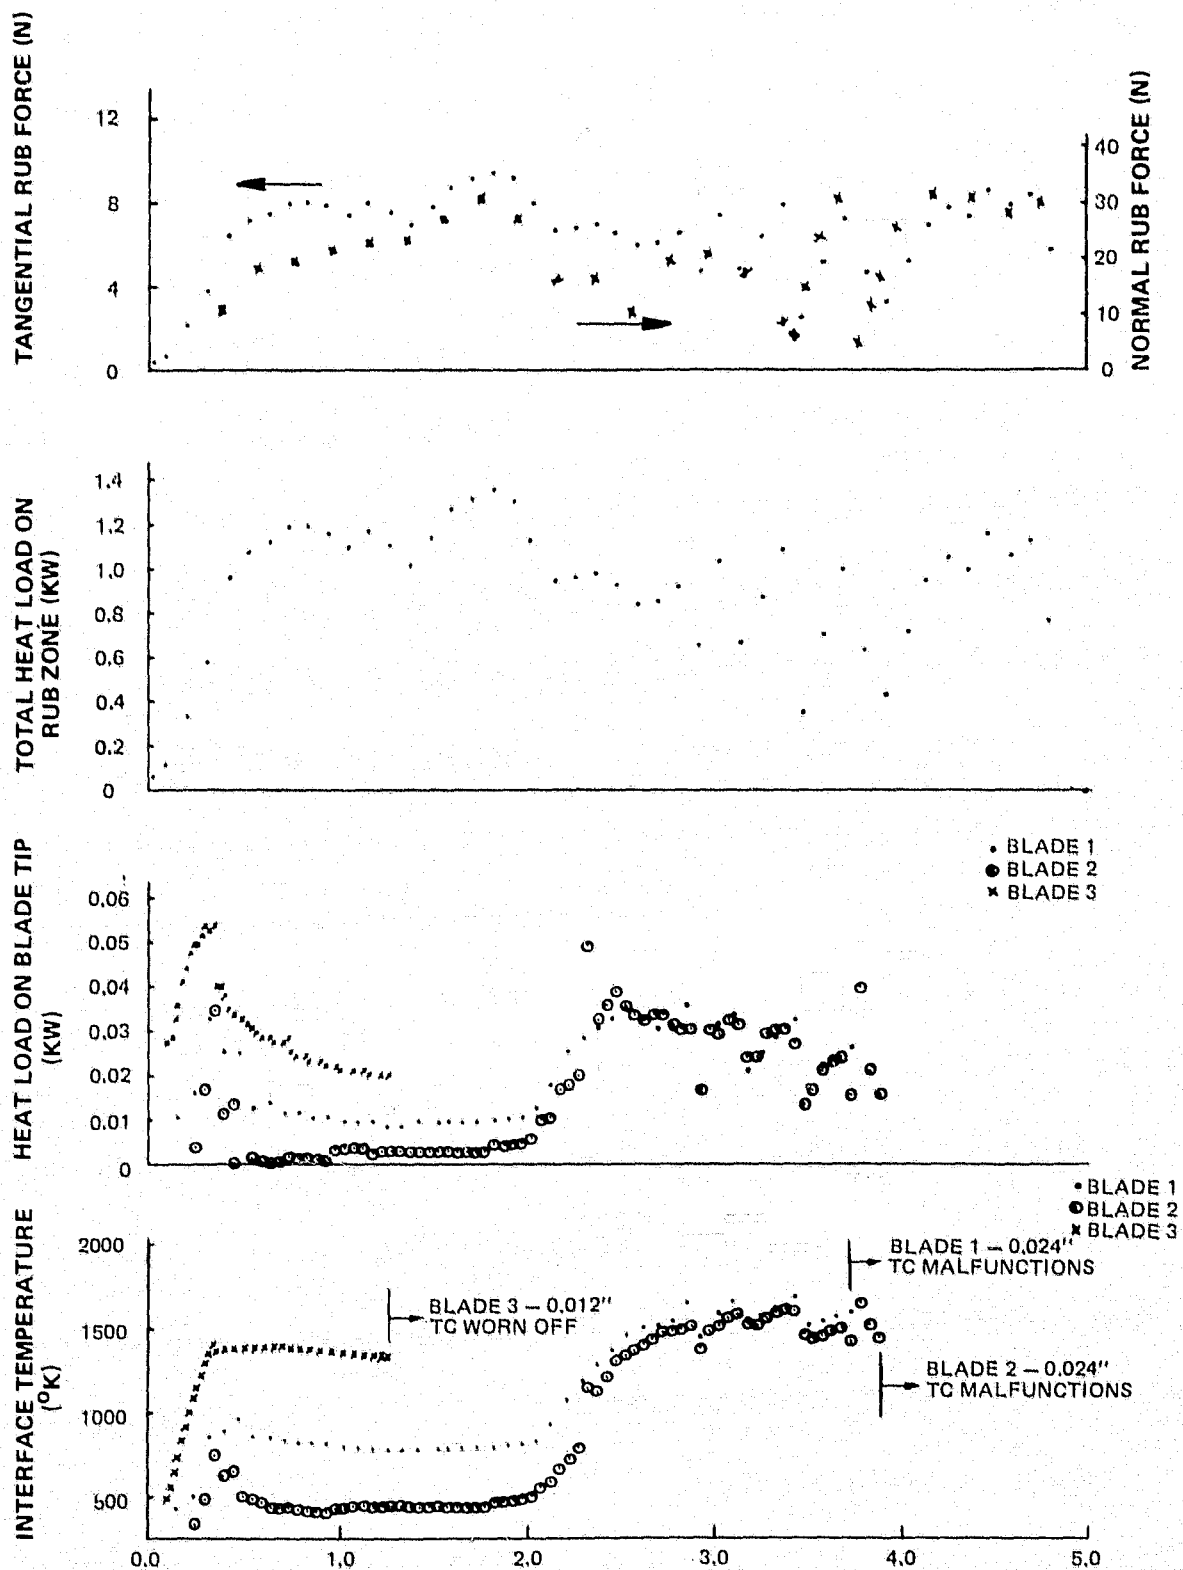 TANGENTIAL RUB FORCE (N)
12
8
4
0
40
30
20
10
0
NORMAL RUB FORCE (N)
TOTAL HEAT LOAD ON
RUB ZONE (KW)
1.4
1.2
1.0
0.8
0.6
0.4
0.2
0
HEAT LOAD ON BLADE TIP
(KW)
0.06
0.05
0.04
0.03
0.02
0.01
0
BLADE 1
BLADE 2
BLADE 3
INTERFACE TEMPERATURE
(°K)
2000
1500
1000
500
BLADE 1
BLADE 2
BLADE 3
BLADE 3 – 0.012"
TC WORN OFF
BLADE 1 – 0.024"
TC MALFUNCTIONS
BLADE 2 – 0.024"
TC MALFUNCTIONS
0.0 1.0 2.0 3.0 4.0 5.0